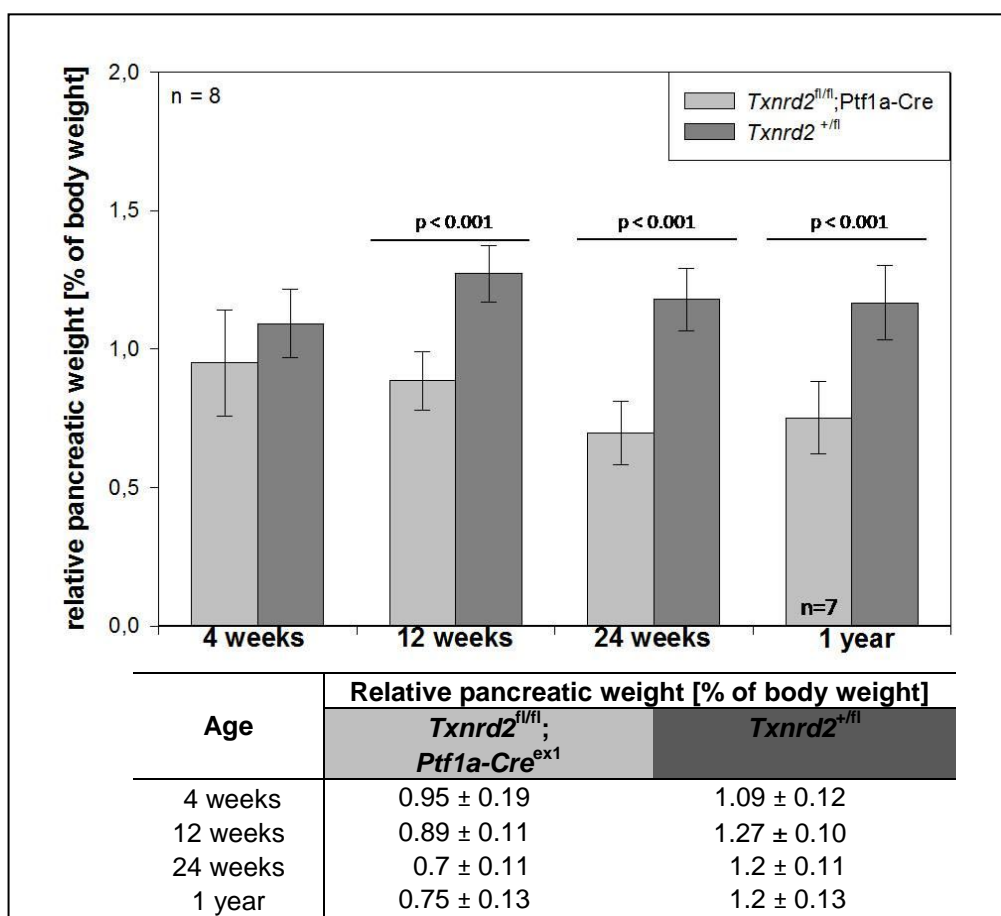 relative pancreatic weight [% of body weight]
2,0
1,5
1,0
0,5
0,0
n = 8
Txnrd2fl/fl;Ptf1a-Cre
Txnrd2 +/fl
p < 0.001
p < 0.001
p < 0.001
n=7
4 weeks
12 weeks
24 weeks
1 year
Age
Relative pancreatic weight [% of body weight]
Txnrd2fl/fl;
Ptf1a-Creex1
Txnrd2+/fl
4 weeks 0.95 ± 0.19 1.09 ± 0.12
12 weeks 0.89 ± 0.11 1.27 ± 0.10
24 weeks 0.7 ± 0.11 1.2 ± 0.11
1 year 0.75 ± 0.13 1.2 ± 0.13